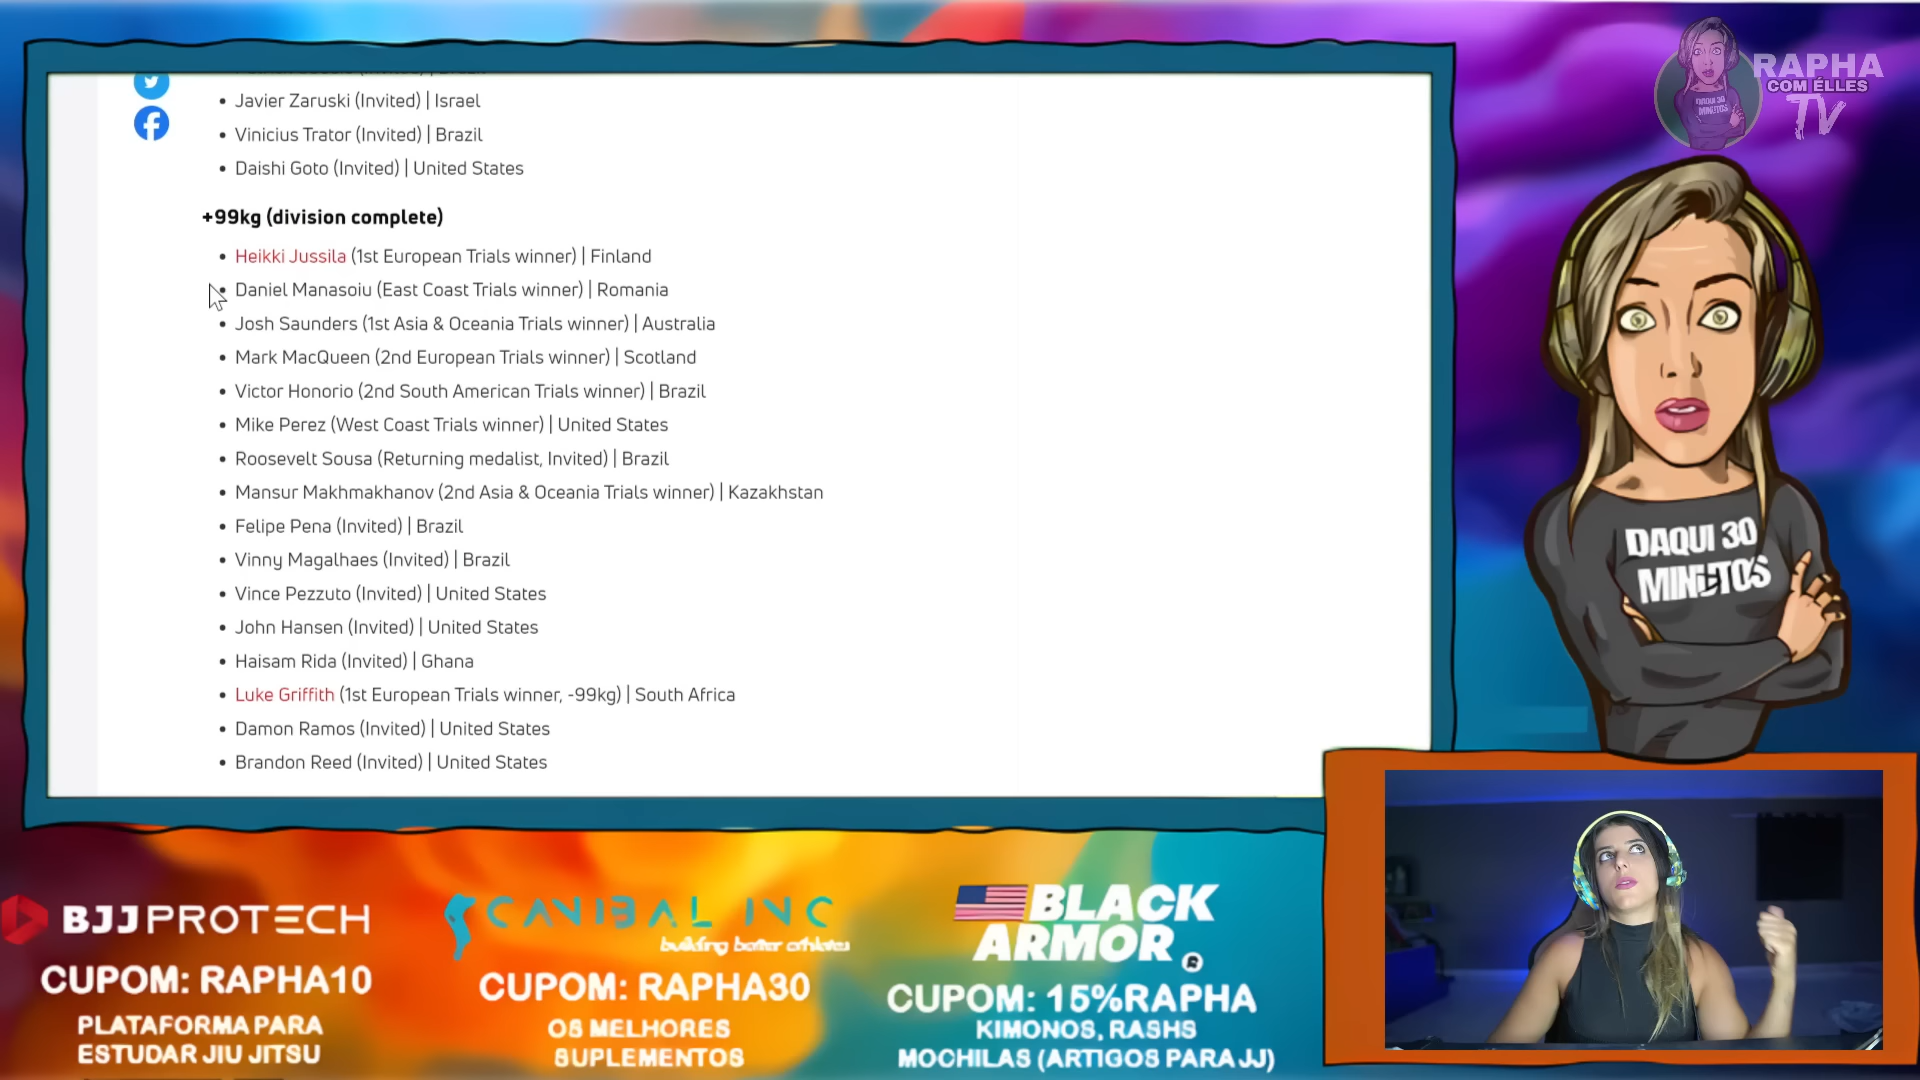 Javier Zaruski (Invited) | Israel
Vinicius Trator (Invited) | Brazil
Daishi Goto (Invited) | United States
+99kg (division complete)
Heikki Jussila (1st European Trials winner) | Finland
Daniel Manasoiu (East Coast Trials winner) | Romania
Josh Saunders (1st Asia & Oceania Trials winner) | Australia
Mark MacQueen (2nd European Trials winner) | Scotland
Victor Honorio (2nd South American Trials winner) | Brazil
Mike Perez (West Coast Trials winner) | United States
Roosevelt Sousa (Returning medalist, Invited) | Brazil
Mansur Makhmakhanov (2nd Asia & Oceania Trials winner) | Kazakhstan
Felipe Pena (Invited) | Brazil
Vinny Magalhaes (Invited) | Brazil
Vince Pezzuto (Invited) | United States
John Hansen (Invited) | United States
Haisam Rida (Invited) | Ghana
Luke Griffith (1st European Trials winner, -99kg) | South Africa
Damon Ramos (Invited) | United States
Brandon Reed (Invited) | United States
RAPHA
COM ÉLLES
TV
DAQUI 30
MINUTOS
DAQUI 30
MINUTOS
BJJPROTECH
CUPOM: RAPHA10
PLATAFORMA PARA
ESTUDAR JIU JITSU
CANIBAL INC
building better athletes
CUPOM: RAPHA30
OS MELHORES
SUPLEMENTOS
BLACK
ARMOR
CUPOM: 15%RAPHA
KIMONOS, RASHS
MOCHILAS (ARTIGOS PARA JJ)